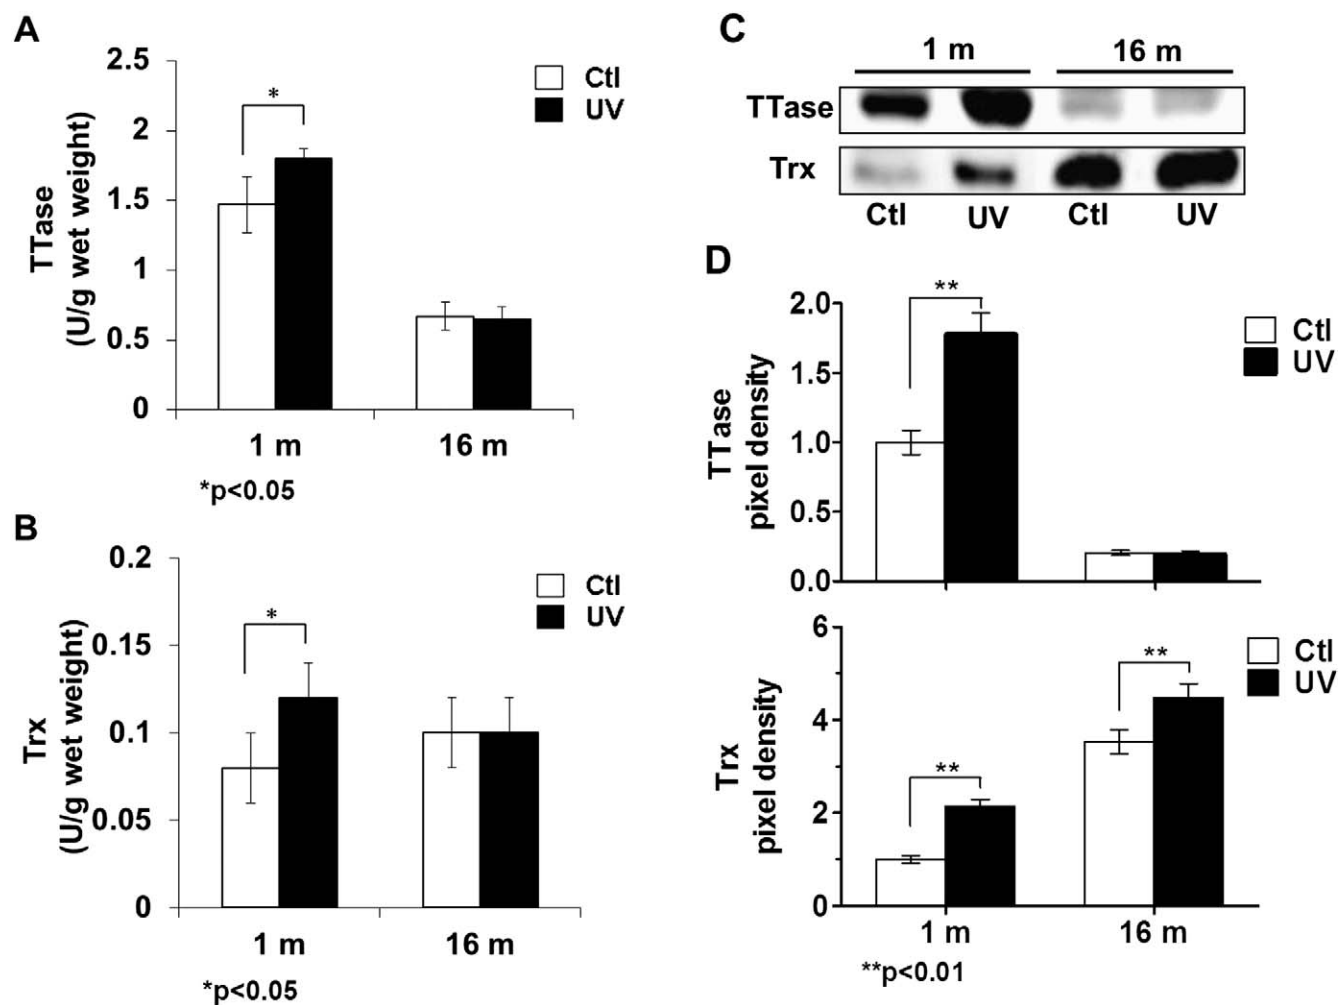 A
2.5
2
1.5
1
0.5
0
TTase
(U/g wet weight)
*
Ctl
UV
1 m
16 m
*p<0.05
B
0.2
0.15
0.1
0.05
0
Trx
(U/g wet weight)
*
Ctl
UV
1 m
16 m
*p<0.05
C
1 m
16 m
TTase
Trx
Ctl
UV
Ctl
UV
D
2.0
1.5
1.0
0.5
0.0
TTase
pixel density
**
Ctl
UV
6
4
2
0
Trx
pixel density
**
**
Ctl
UV
1 m
16 m
**p<0.01